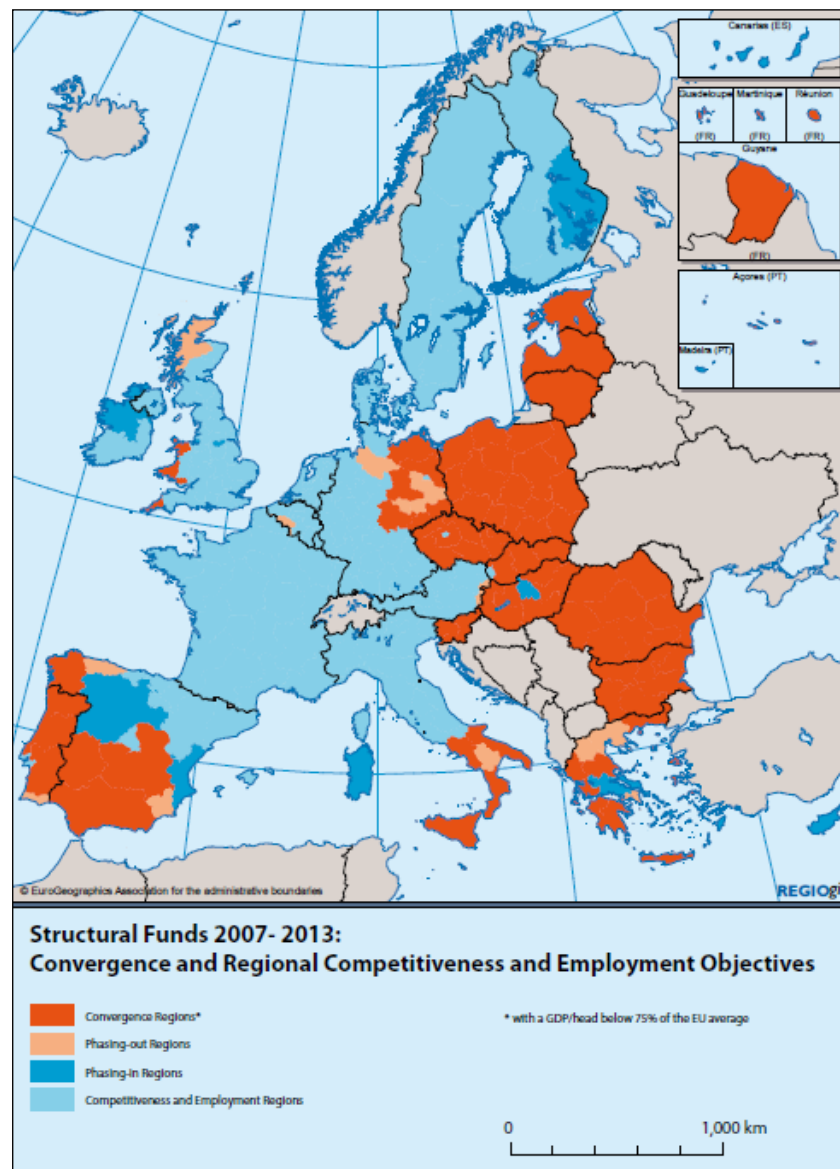 Canarias (ES)
Guadeloupe
Martinique
Réunion
(FR)
(FR)
(FR)
Guyane
(FR)
Açores (PT)
Madeira (PT)
© EuroGeographics Association for the administrative boundaries
REGIOgi
Structural Funds 2007- 2013:
Convergence and Regional Competitiveness and Employment Objectives
Convergence Regions*
* with a GDP/head below 75% of the EU average
Phasing-out Regions
Phasing-in Regions
Competitiveness and Employment Regions
0
1,000 km